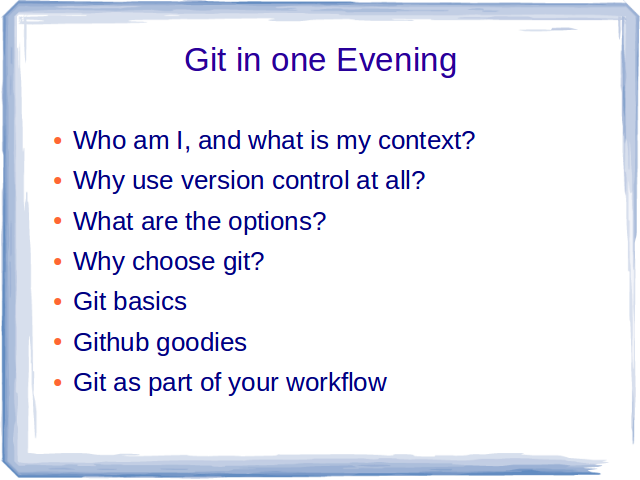 Git in one Evening
• Who am I, and what is my context?
• Why use version control at all?
• What are the options?
• Why choose git?
• Git basics
• Github goodies
• Git as part of your workflow